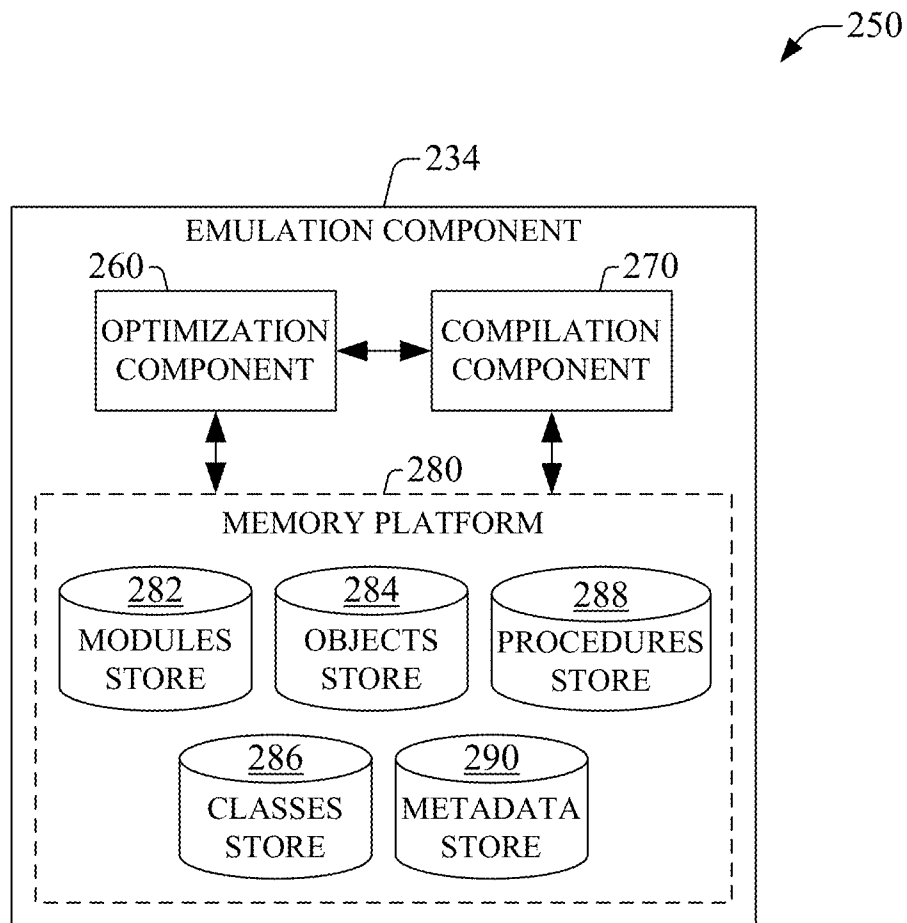 250
234
EMULATION COMPONENT
260
270
OPTIMIZATION
COMPONENT
COMPILATION
COMPONENT
280
MEMORY PLATFORM
282
MODULES
STORE
284
OBJECTS
STORE
288
PROCEDURES
STORE
286
CLASSES
STORE
290
METADATA
STORE